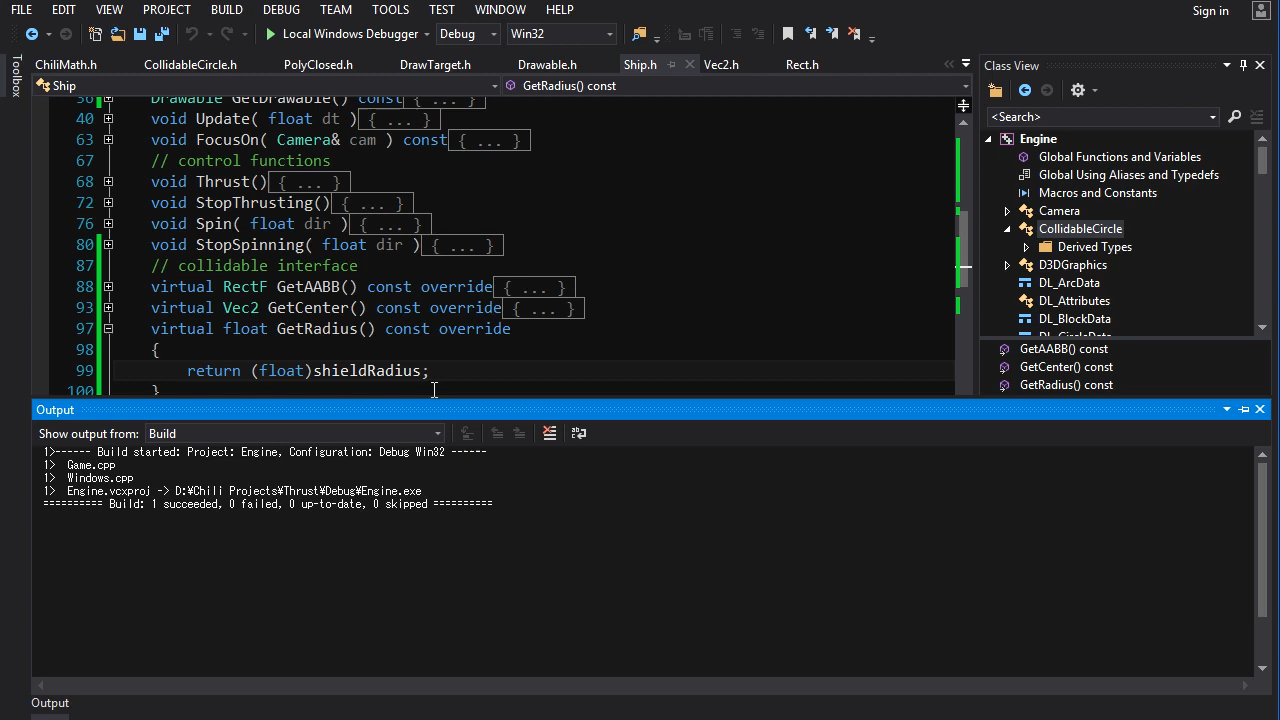 FILE EDIT VIEW PROJECT BUILD DEBUG TEAM TOOLS TEST WINDOW HELP Sign in
Local Windows Debugger Debug Win32
Toolbox
ChiliMath.h CollidableCircle.h PolyClosed.h DrawTarget.h Drawable.h Ship.h Vec2.h Rect.h
Ship GetRadius() const
36 Drawable GetDrawable() const{ ... }
40 void Update( float dt ){ ... }
63 void FocusOn( Camera& cam ) const{ ... }
67 // control functions
68 void Thrust(){ ... }
72 void StopThrusting(){ ... }
76 void Spin( float dir ){ ... }
80 void StopSpinning( float dir ){ ... }
87 // collidable interface
88 virtual RectF GetAABB() const override{ ... }
93 virtual Vec2 GetCenter() const override{ ... }
97 virtual float GetRadius() const override
98 {
99 return (float)shieldRadius;
100 }
Class View
<Search>
Engine
Global Functions and Variables
Global Using Aliases and Typedefs
Macros and Constants
Camera
CollidableCircle
Derived Types
D3DGraphics
DL_ArcData
DL_Attributes
DL_BlockData
DL_CircleData
GetAABB() const
GetCenter() const
GetRadius() const
Output
Show output from: Build
1>------ Build started: Project: Engine, Configuration: Debug Win32 ------
1> Game.cpp
1> Windows.cpp
1> Engine.vcxproj -> D:¥Chili Projects¥Thrust¥Debug¥Engine.exe
========== Build: 1 succeeded, 0 failed, 0 up-to-date, 0 skipped ==========
Output